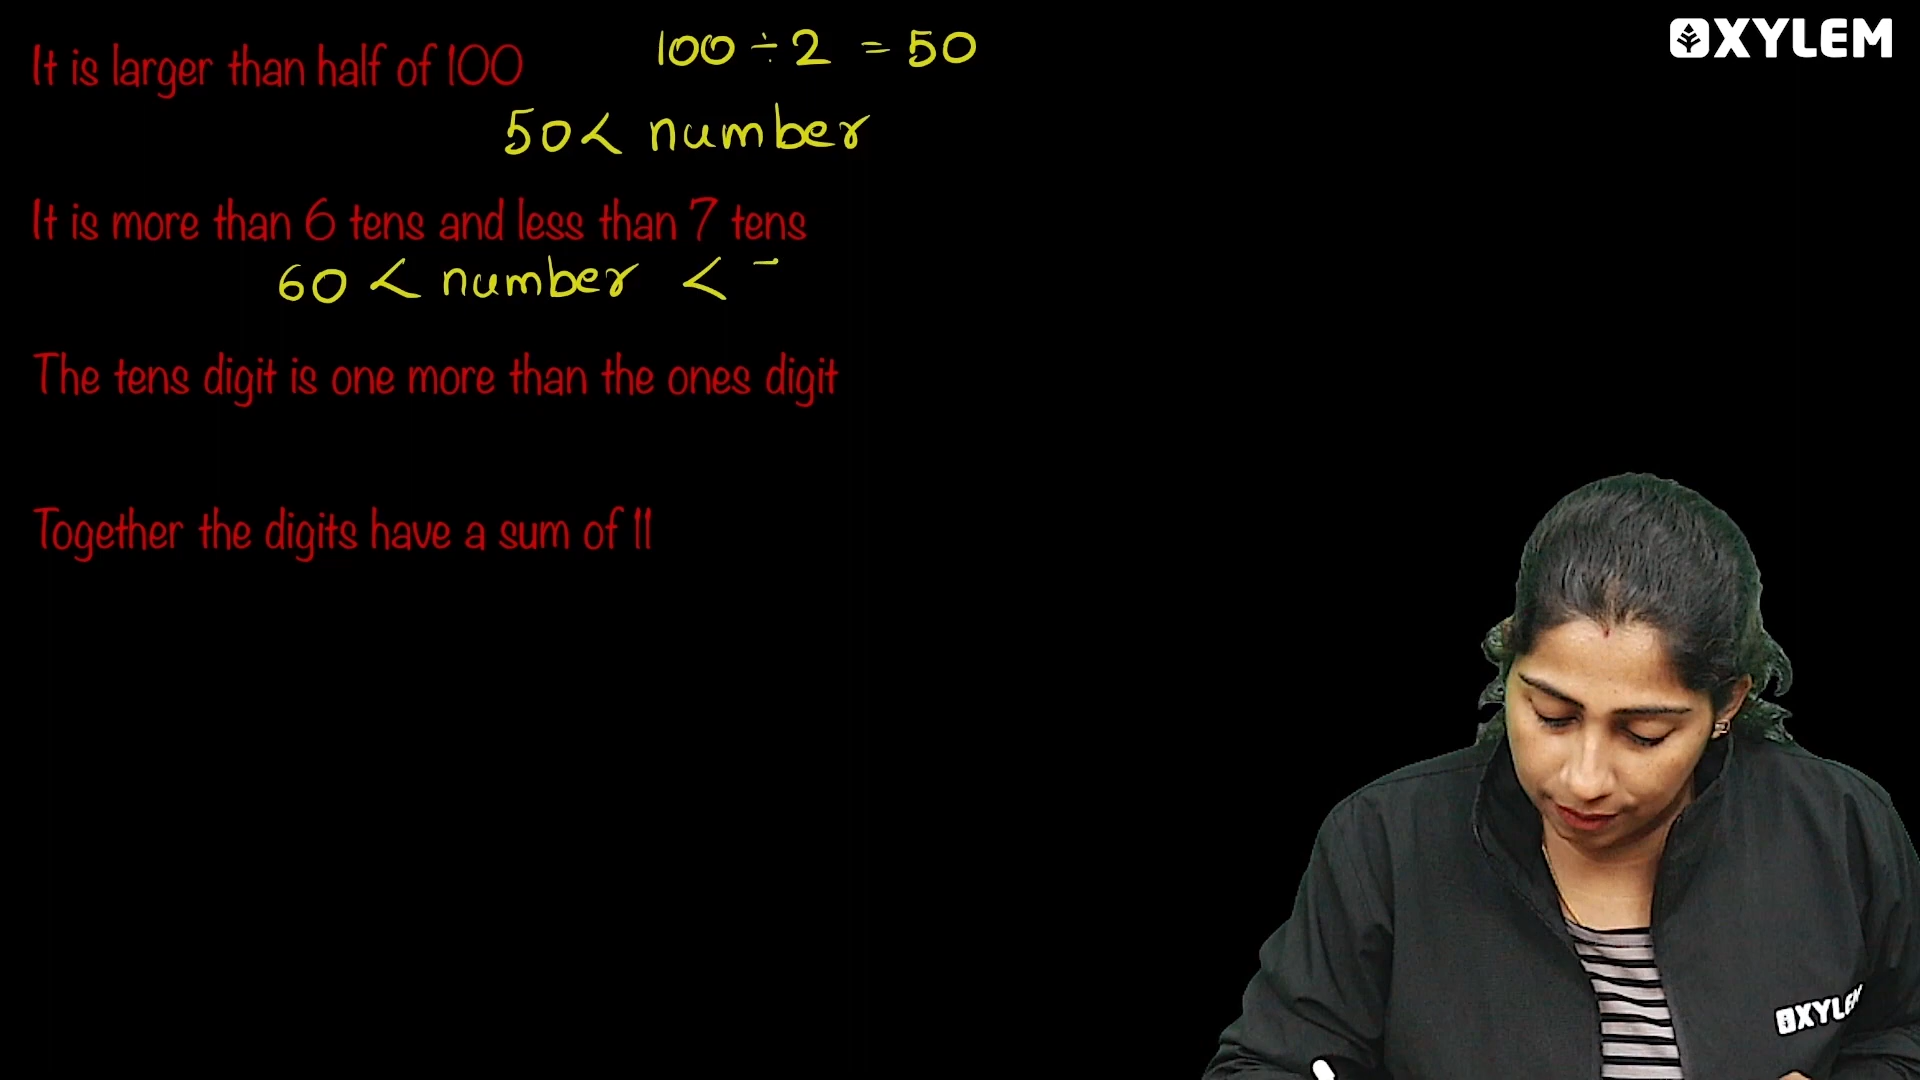 It is larger than half of 100
100 ÷ 2 = 50
50 < number
It is more than 6 tens and less than 7 tens
60 < number <
The tens digit is one more than the ones digit
Together the digits have a sum of 11
XYLEM
XYLEM